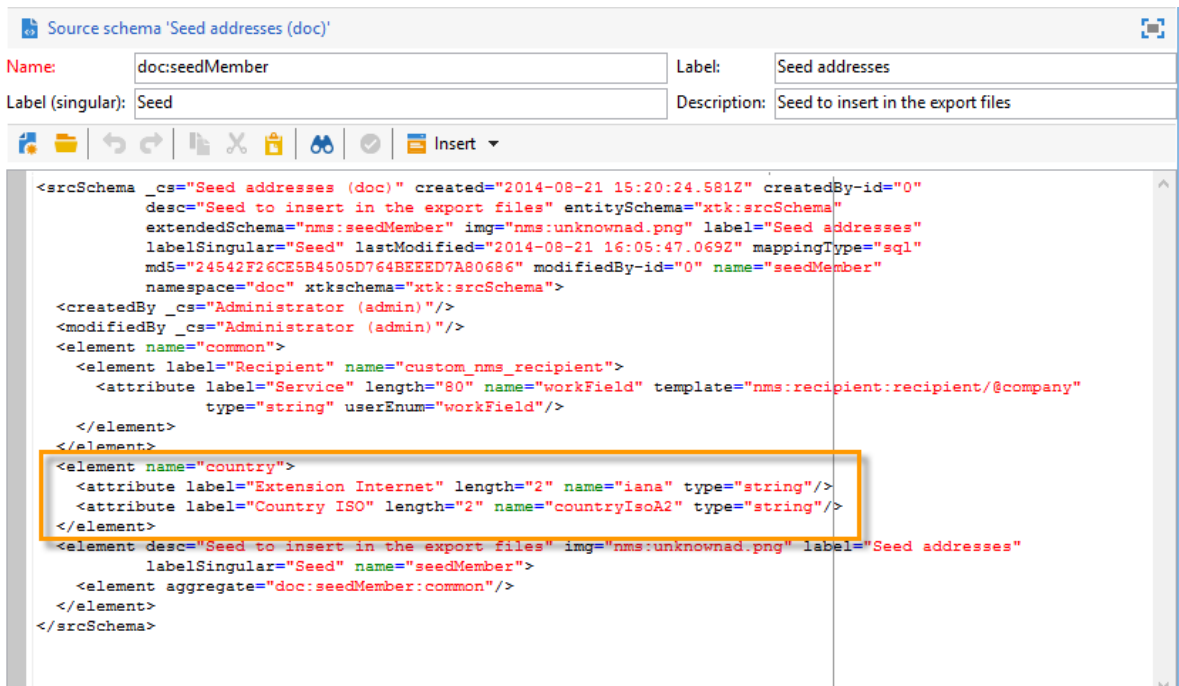 Source schema 'Seed addresses (doc)'
Name: doc:seedMember Label: Seed addresses
Label (singular): Seed Description: Seed to insert in the export files
Insert
<srcSchema _cs="Seed addresses (doc)" created="2014-08-21 15:20:24.581Z" createdBy-id="0"
desc="Seed to insert in the export files" entitySchema="xtk:srcSchema"
extendedSchema="nms:seedMember" img="nms:unknownad.png" label="Seed addresses"
labelSingular="Seed" lastModified="2014-08-21 16:05:47.069Z" mappingType="sql"
md5="24542F26CE5B4505D764BEEED7A80686" modifiedBy-id="0" name="seedMember"
namespace="doc" xtkschema="xtk:srcSchema">
<createdBy _cs="Administrator (admin)"/>
<modifiedBy _cs="Administrator (admin)"/>
<element name="common">
<element label="Recipient" name="custom_nms_recipient">
<attribute label="Service" length="80" name="workField" template="nms:recipient:recipient/@company"
type="string" userEnum="workField"/>
</element>
</element>
<element name="country">
<attribute label="Extension Internet" length="2" name="iana" type="string"/>
<attribute label="Country ISO" length="2" name="countryIsoA2" type="string"/>
</element>
<element desc="Seed to insert in the export files" img="nms:unknownad.png" label="Seed addresses"
labelSingular="Seed" name="seedMember">
<element aggregate="doc:seedMember:common"/>
</element>
</srcSchema>